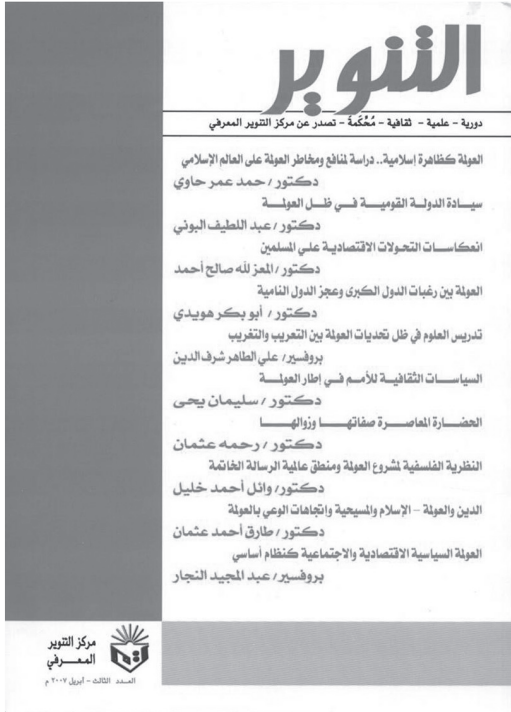 التنوير
دورية - علمية - ثقافية - مُحَكَّمة - تصدر عن مركز التنوير المعرفي
العولمة كظاهرة إسلامية.. دراسة لمنافع ومخاطر العولمة على العالم الإسلامي
دكتور / حمد عمر حاوي
سيادة الدولة القومية في ظل العولمة
دكتور / عبد اللطيف البوني
انعكاسات التحولات الاقتصادية على المسلمين
دكتور / المعز لله صالح أحمد
العولمة بين رغبات الدول الكبرى وعجز الدول النامية
دكتور / أبو بكر هويدي
تدريس العلوم في ظل تحديات العولمة بين التعريب والتغريب
بروفسير / علي الطاهر شرف الدين
السياسات الثقافية للأمم في إطار العولمة
دكتور / سليمان يحى
الحضارة المعاصرة صفاتها وزوالها
دكتور / رحمه عثمان
النظرية الفلسفية لمشروع العولمة ومنطق عالمية الرسالة الخاتمة
دكتور / وائل أحمد خليل
الدين والعولمة - الإسلام والمسيحية وإتجاهات الوعي بالعولمة
دكتور / طارق أحمد عثمان
العولمة السياسية الاقتصادية والاجتماعية كنظام أساسي
بروفسير / عبد المجيد النجار
مركز التنوير
المعرفي
العدد الثالث - أبريل ٢٠٠٧ م